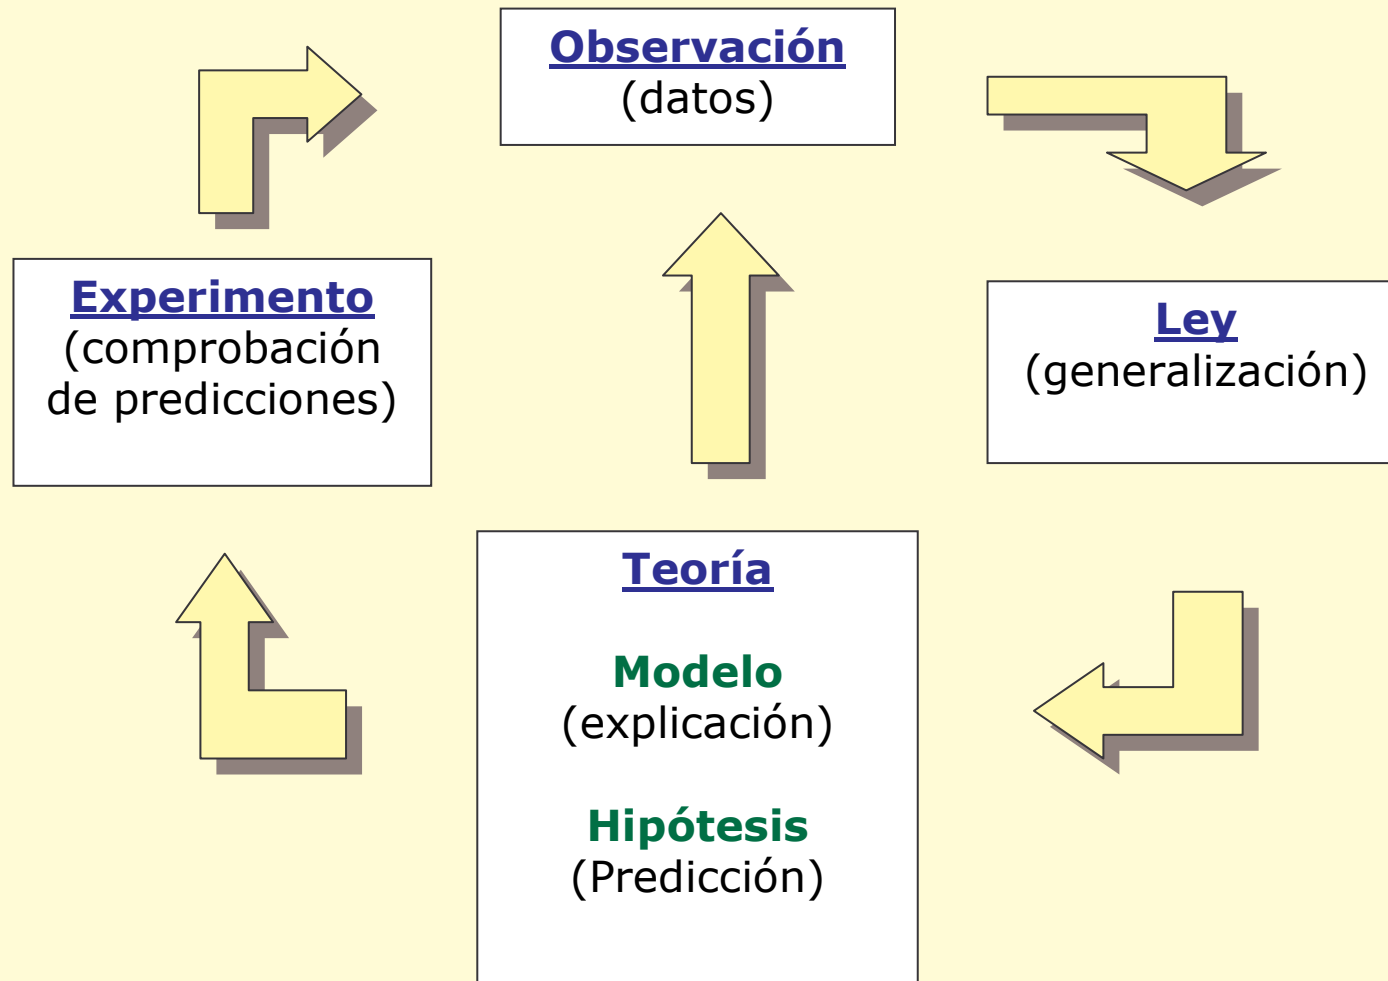 Observación
(datos)
Experimento
(comprobación
de predicciones)
Ley
(generalización)
Teoría
Modelo
(explicación)
Hipótesis
(Predicción)